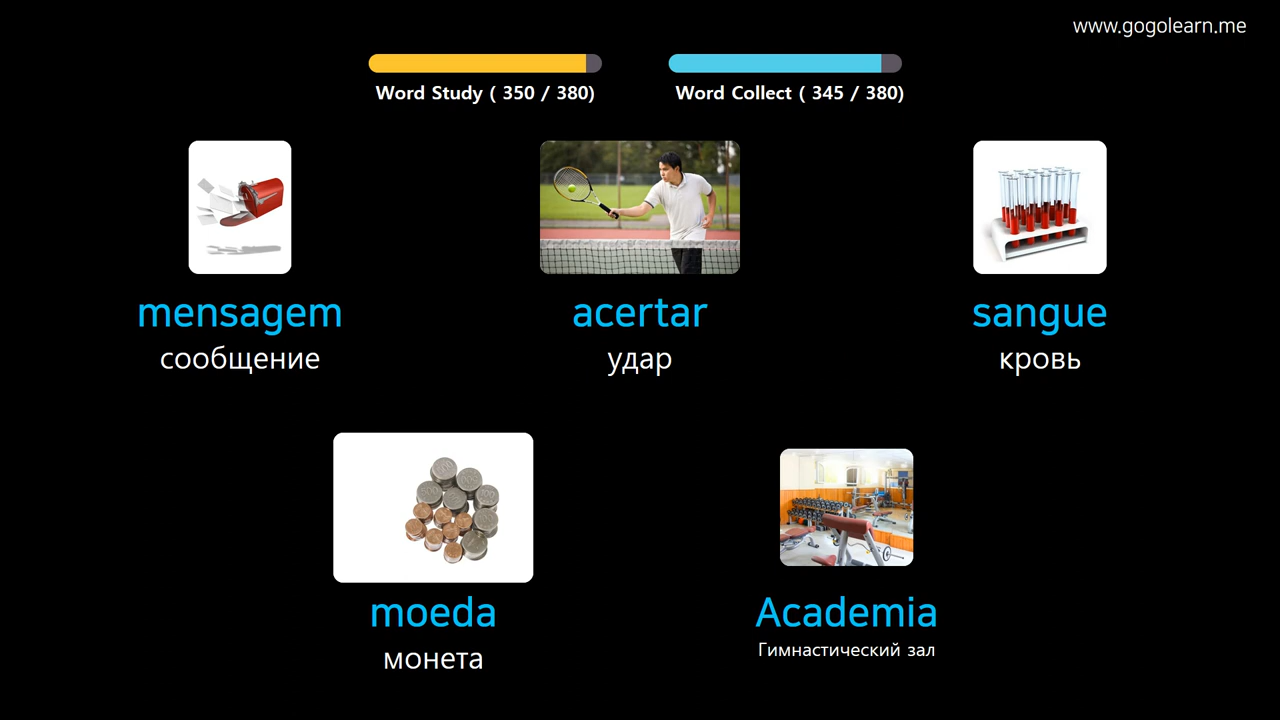 www.gogolearn.me
Word Study ( 350 / 380)
Word Collect ( 345 / 380)
mensagem
сообщение
acertar
удар
sangue
кровь
moeda
монета
Academia
Гимнастический зал